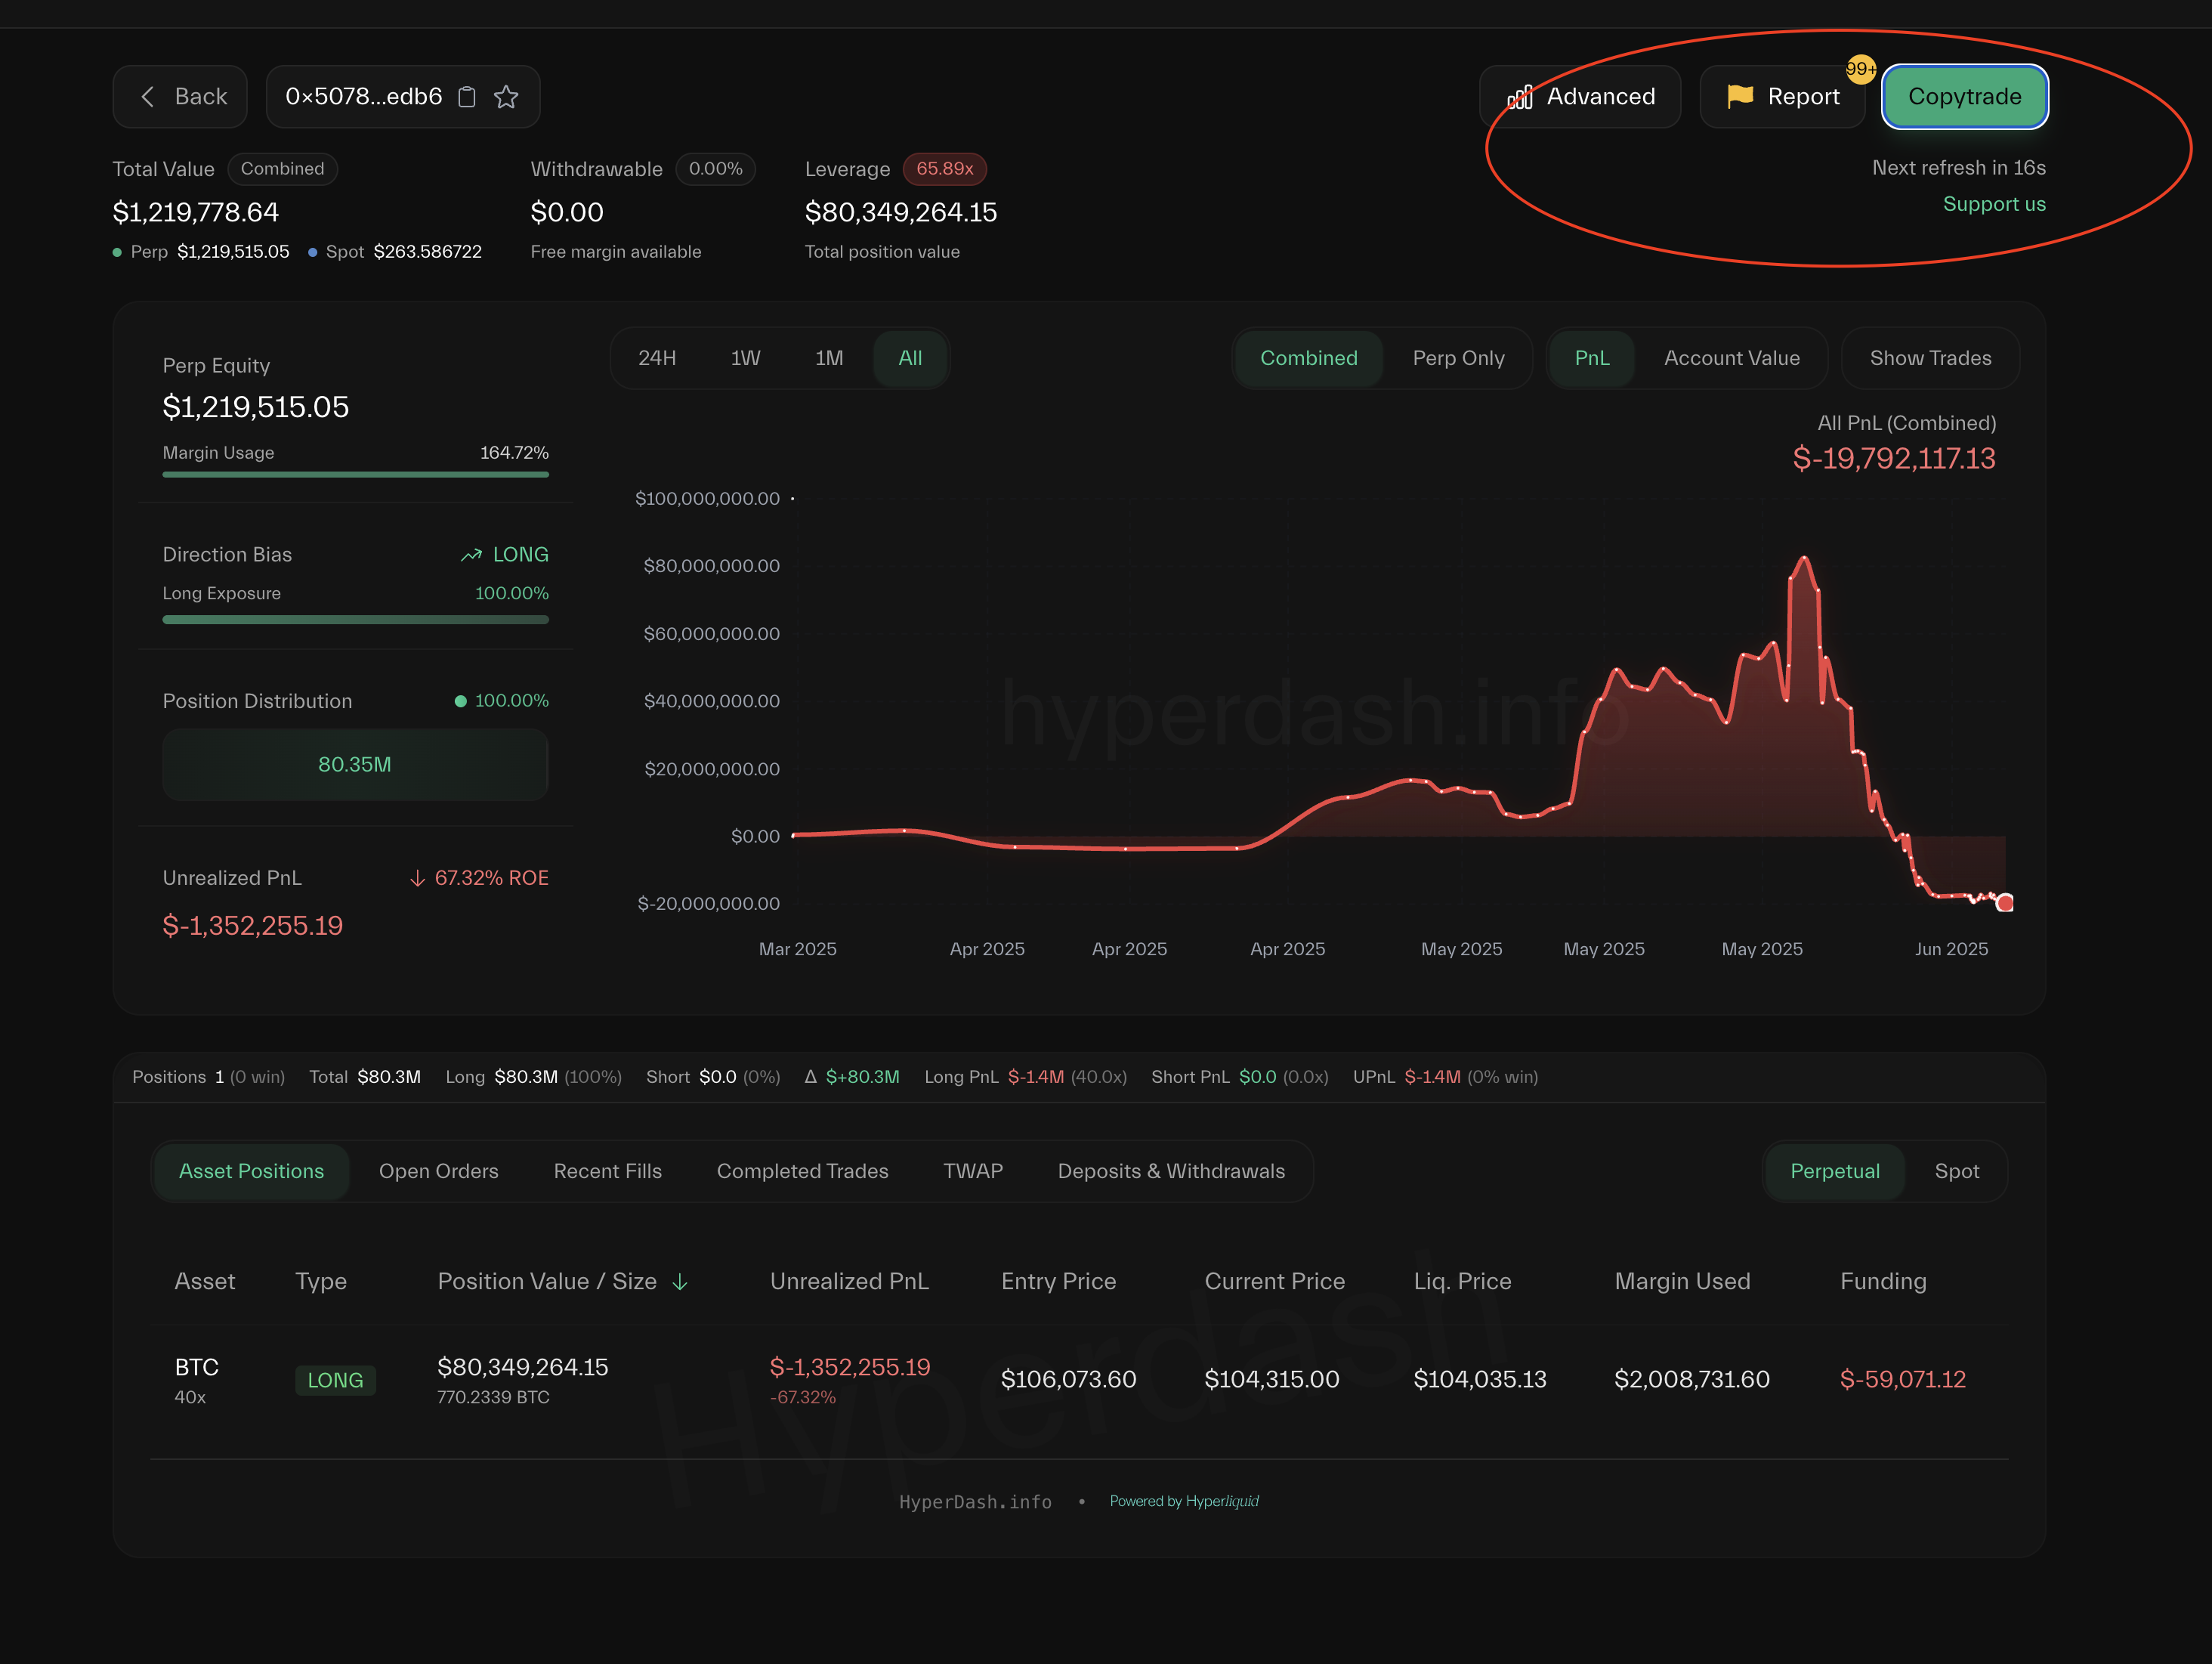 Back
0×5078...edb6
Advanced
Report
99+
Copytrade
Next refresh in 16s
Support us
Total Value Combined
$1,219,778.64
Perp $1,219,515.05 Spot $263.586722
Withdrawable 0.00%
$0.00
Free margin available
Leverage 65.89x
$80,349,264.15
Total position value
Perp Equity
$1,219,515.05
Margin Usage 164.72%
Direction Bias LONG
Long Exposure 100.00%
Position Distribution 100.00%
80.35M
Unrealized PnL 67.32% ROE
$-1,352,255.19
24H 1W 1M All
Combined Perp Only
PnL Account Value
Show Trades
All PnL (Combined)
$-19,792,117.13
$100,000,000.00
$80,000,000.00
$60,000,000.00
$40,000,000.00
$20,000,000.00
$0.00
$-20,000,000.00
hyperdash.info
Mar 2025 Apr 2025 Apr 2025 Apr 2025 May 2025 May 2025 May 2025 Jun 2025
Positions 1 (0 win) Total $80.3M Long $80.3M (100%) Short $0.0 (0%) Δ $+80.3M Long PnL $-1.4M (40.0x) Short PnL $0.0 (0.0x) UPnL $-1.4M (0% win)
Asset Positions Open Orders Recent Fills Completed Trades TWAP Deposits & Withdrawals
Perpetual Spot
Asset Type Position Value / Size Unrealized PnL Entry Price Current Price Liq. Price Margin Used Funding
BTC LONG $80,349,264.15 $-1,352,255.19 $106,073.60 $104,315.00 $104,035.13 $2,008,731.60 $-59,071.12
40x 770.2339 BTC -67.32%
Hyperdash
HyperDash.info • Powered by Hyperliquid